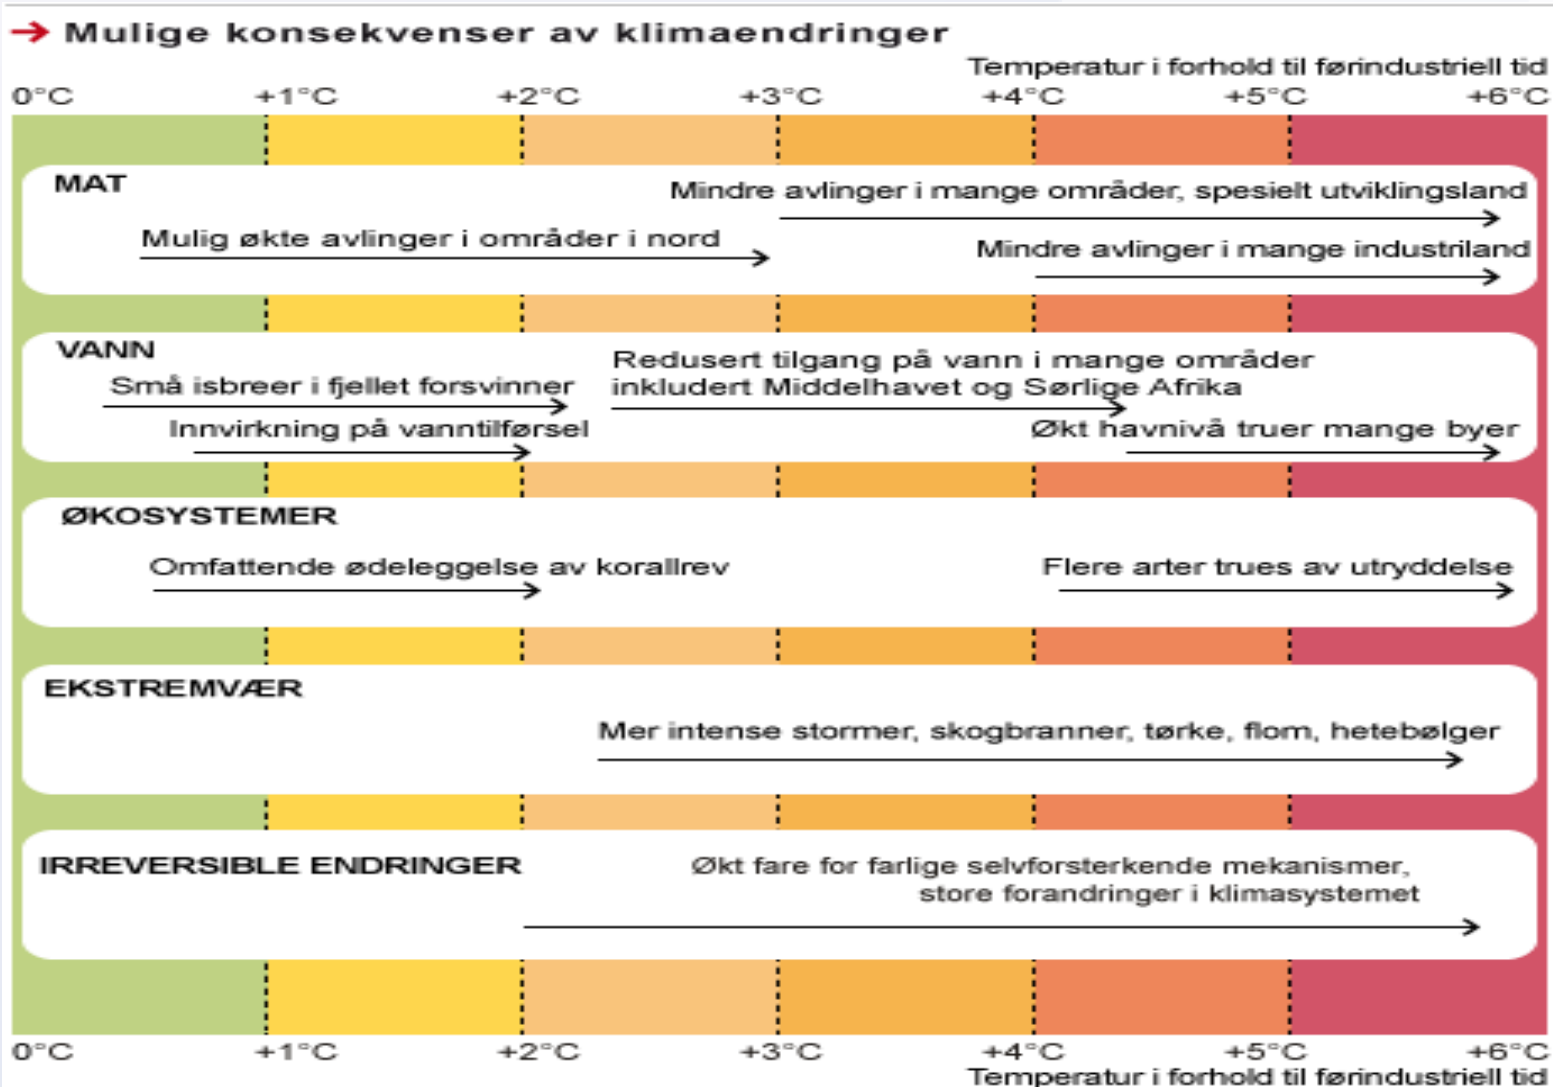 → Mulige konsekvenser av klimaendringer
Temperatur i forhold til førindustriell tid
0°C +1°C +2°C +3°C +4°C +5°C +6°C
MAT
Mindre avlinger i mange områder, spesielt utviklingsland
Mulig økte avlinger i områder i nord
Mindre avlinger i mange industriland
VANN
Små isbreer i fjellet forsvinner
Innvirkning på vanntilførsel
Redusert tilgang på vann i mange områder
inkludert Middelhavet og Sørlige Afrika
Økt havnivå truer mange byer
ØKOSYSTEMER
Omfattende ødeleggelse av korallrev
Flere arter trues av utryddelse
EKSTREMVÆR
Mer intense stormer, skogbranner, tørke, flom, hetebølger
IRREVERSIBLE ENDRINGER
Økt fare for farlige selvforsterkende mekanismer,
store forandringer i klimasystemet
0°C +1°C +2°C +3°C +4°C +5°C +6°C
Temperatur i forhold til førindustriell tid